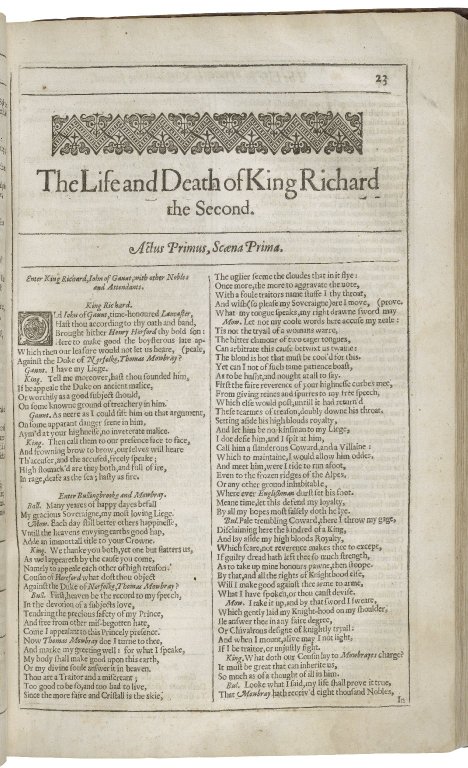 23
The Life and Death of King Richard
the Second.
Actus Primus, Scæna Prima.
Enter King Richard, Iohn of Gaunt, with other Nobles
and Attendants.
King Richard.
Old Iohn of Gaunt, time-honoured Lancaster,
Hast thou according to thy oath and band,
Brought hither Henry Herford thy bold son:
Here to make good the boysterous late ap-
Which then our leasure would not let vs heare, (peale,
Against the Duke of Norfolke, Thomas Mowbray?
Gaunt. I haue my Liege.
King. Tell me moreouer, hast thou sounded him,
If he appeale the Duke on ancient malice,
Or worthily as a good subiect should,
On some knowne ground of treacherie in him.
Gaunt. As neere as I could sift him on that argument,
On some apparant danger seene in him,
Aym'd at your highnesse, no inueterate malice.
King. Then call them to our presence face to face,
And frowning brow to brow, our selues will heare
Th'accuser, and the accused, freely speake;
High stomack'd are they both, and full of ire,
In rage, deafe as the sea; hastie as fire.
Enter Bullingbrooke and Mowbray.
Bul. Many yeares of happy dayes befall
My gracious Soueraigne, my most louing Liege.
Mow. Each day still better others happinesse,
Vntill the heauens enuying earths good hap,
Adde an immortall title to your Crowne.
King. We thanke you both, yet one but flatters vs,
As well appeareth by the cause you come,
Namely, to appeale each other of high treason.
Coosin of Hereford, what dost thou obiect
Against the Duke of Norfolke, Thomas Mowbray?
Bul. First, heauen be the record to my speech,
In the deuotion of a subiects loue,
Tendering the precious safetie of my Prince,
And free from other misbegotten hate,
Come I appealant to this Princely presence.
Now Thomas Mowbray do I turne to thee,
And marke my greeting well: for what I speake,
My body shall make good vpon this earth,
Or my diuine soule answer it in heauen.
Thou art a Traitor, and a miscreant;
Too good to be so, and too bad to liue,
Since the more faire and Cristall is the skie,
The vglier seeme the cloudes that in it flye:
Once more, the more to aggrauate the note,
With a foule Traitors name stuffe I thy throte,
And wish (so please my Soueraigne) ere I moue, (proue.
What my tongue speaks, my right drawn sword may
Mow. Let not my coole words heere accuse my zeale:
'Tis not the triall of a womans warre,
The bitter clamour of two eager tongues,
Can arbitrate this cause betwixt vs twaine:
The blood is hot that must be cool'd for this.
Yet can I not of such tame patience boast,
As to be husht, and nought at all to say.
First the faire reuerence of your Highnesse curbes mee,
From giuing reines and spurres to my free speech,
Which else would post, vntill it had return'd
These tearmes of treason, doubly downe his throat.
Setting aside his high bloods royalty,
And let him be no Kinsman to my Liege,
I do defie him, and I spit at him,
Call him a slanderous Coward, and a Villaine:
Which to maintaine, I would allow him oddes,
And meet him, were I tide to runne afoote,
Euen to the frozen ridges of the Alpes,
Or any other ground inhabitable,
Where euer Englishman durst set his foote.
Meane time, let this defend my loyaltie,
By all my hopes most falsely doth he lie.
Bul. Pale trembling Coward, there I throw my gage,
Disclaiming heere the kindred of a King,
And lay aside my high bloods Royalty,
Which feare, not reuerence makes thee to except.
If guilty dread hath left thee so much strength,
As to take vp mine Honors pawne, then stoope.
By that, and all the rites of Knight-hood else,
Will I make good against thee arme to arme,
What I haue spoken, or thou canst deuise.
Mow. I take it vp, and by that sword I sweare,
Which gently laid my Knight-hood on my shoulder,
Ile answer thee in any faire degree,
Or Chiualrous designe of knightly triall:
And when I mount, aliue may I not light,
If I be Traitor, or vniustly fight.
King. What doth our Cosin lay to Mowbraies charge?
It must be great that can inherite vs,
So much as of a thought of ill in him.
Bul. Looke what I said, my life shall proue it true,
That Mowbray hath receiu'd eight thousand Nobles,
In